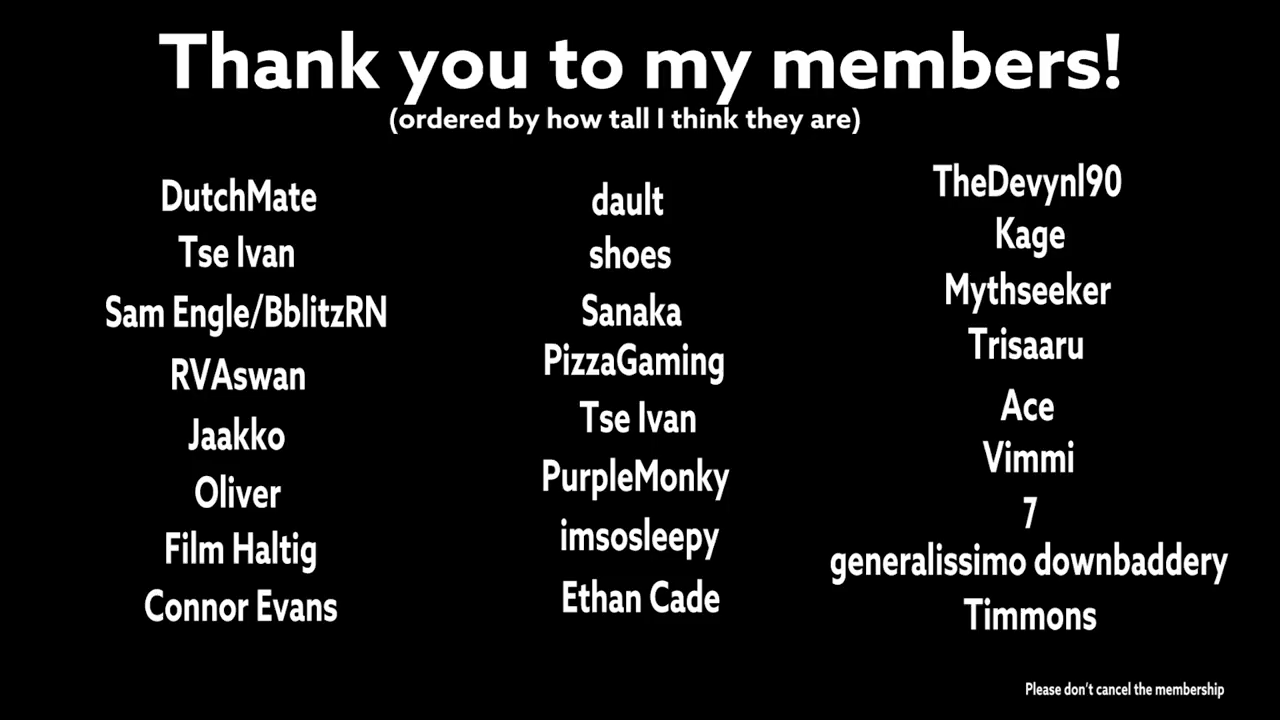 Thank you to my members!
(ordered by how tall I think they are)
DutchMate
Tse Ivan
Sam Engle/BblitzRN
RVAswan
Jaakko
Oliver
Film Haltig
Connor Evans
dault
shoes
Sanaka
PizzaGaming
Tse Ivan
PurpleMonky
imsosleepy
Ethan Cade
TheDevynl90
Kage
Mythseeker
Trisaaru
Ace
Vimmi
7
generalissimo downbaddery
Timmons
Please don't cancel the membership